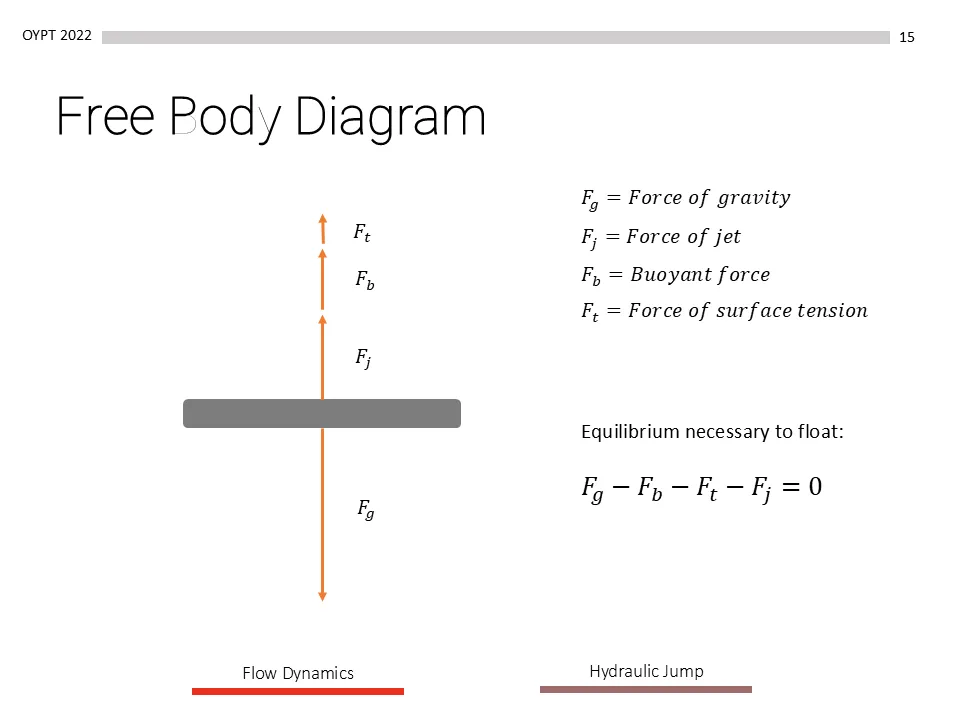 OYPT 2022
15
Free Body Diagram
F_t
F_b
F_j
F_g
F_g = Force of gravity
F_j = Force of jet
F_b = Buoyant force
F_t = Force of surface tension
Equilibrium necessary to float:
F_g − F_b − F_t − F_j = 0
Flow Dynamics
Hydraulic Jump